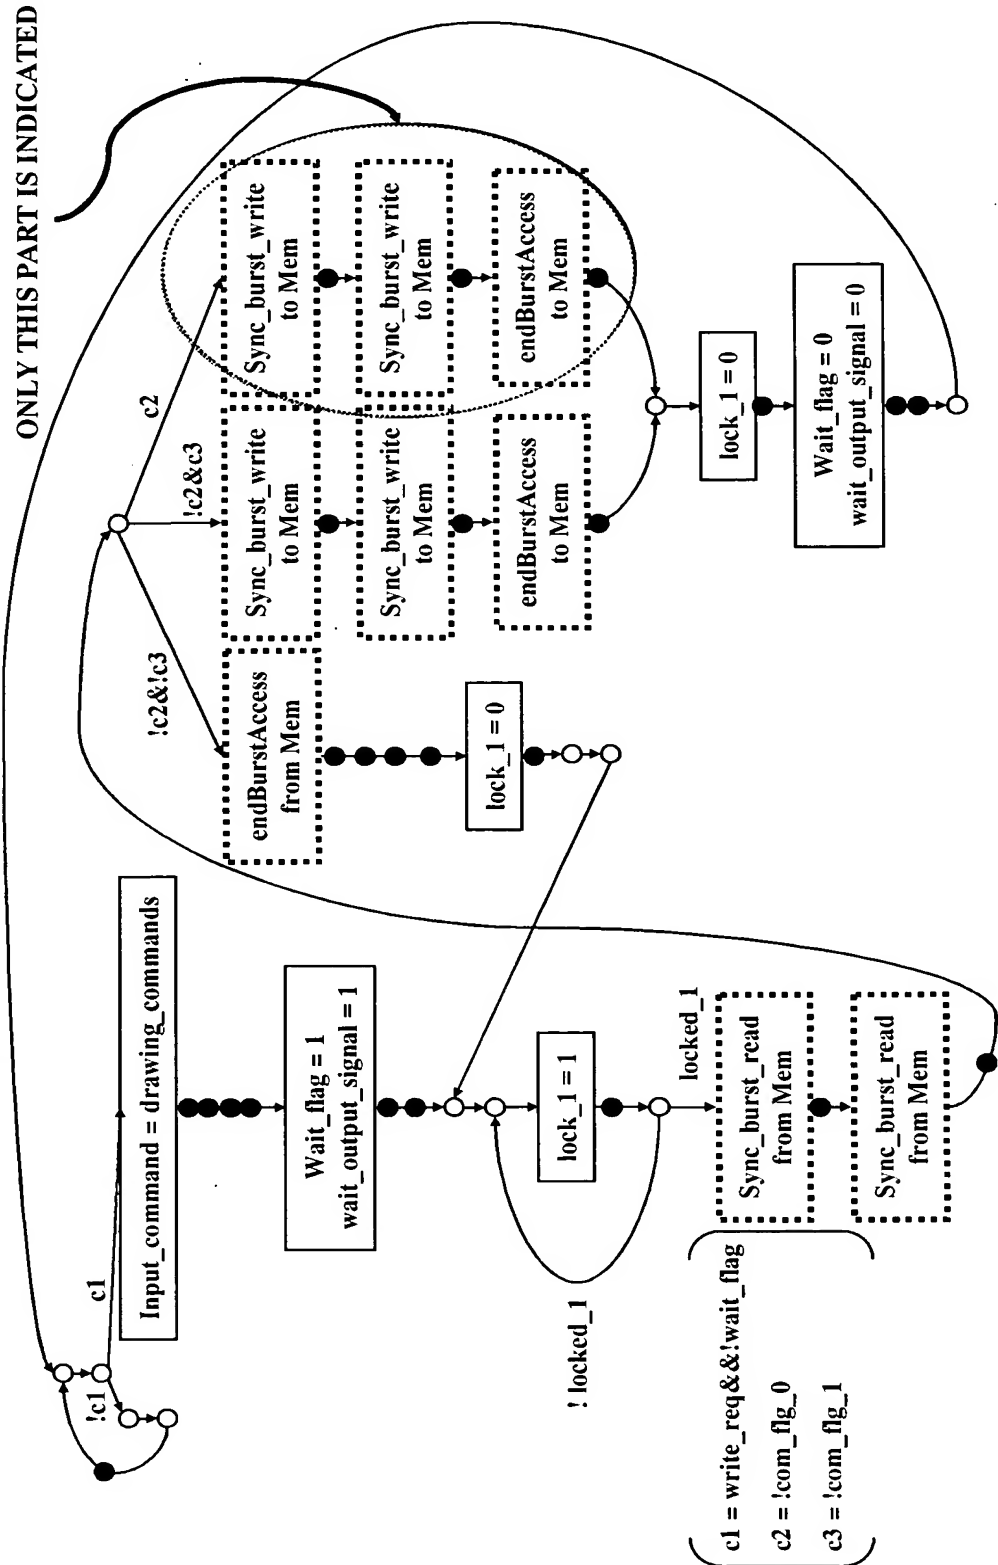 ONLY THIS PART IS INDICATED
c1
!c1
Input_command = drawing_commands
Wait_flag = 1
wait_output_signal = 1
! locked_1
lock_1 = 1
locked_1
Sync_burst_read
from Mem
Sync_burst_read
from Mem
!c2&!c3
!c2&c3
c2
endBurstAccess
from Mem
lock_1 = 0
Sync_burst_write
to Mem
Sync_burst_write
to Mem
endBurstAccess
to Mem
Sync_burst_write
to Mem
Sync_burst_write
to Mem
endBurstAccess
to Mem
lock_1 = 0
Wait_flag = 0
wait_output_signal = 0
c1 = write_req&&!wait_flag
c2 = !com_flg_0
c3 = !com_flg_1